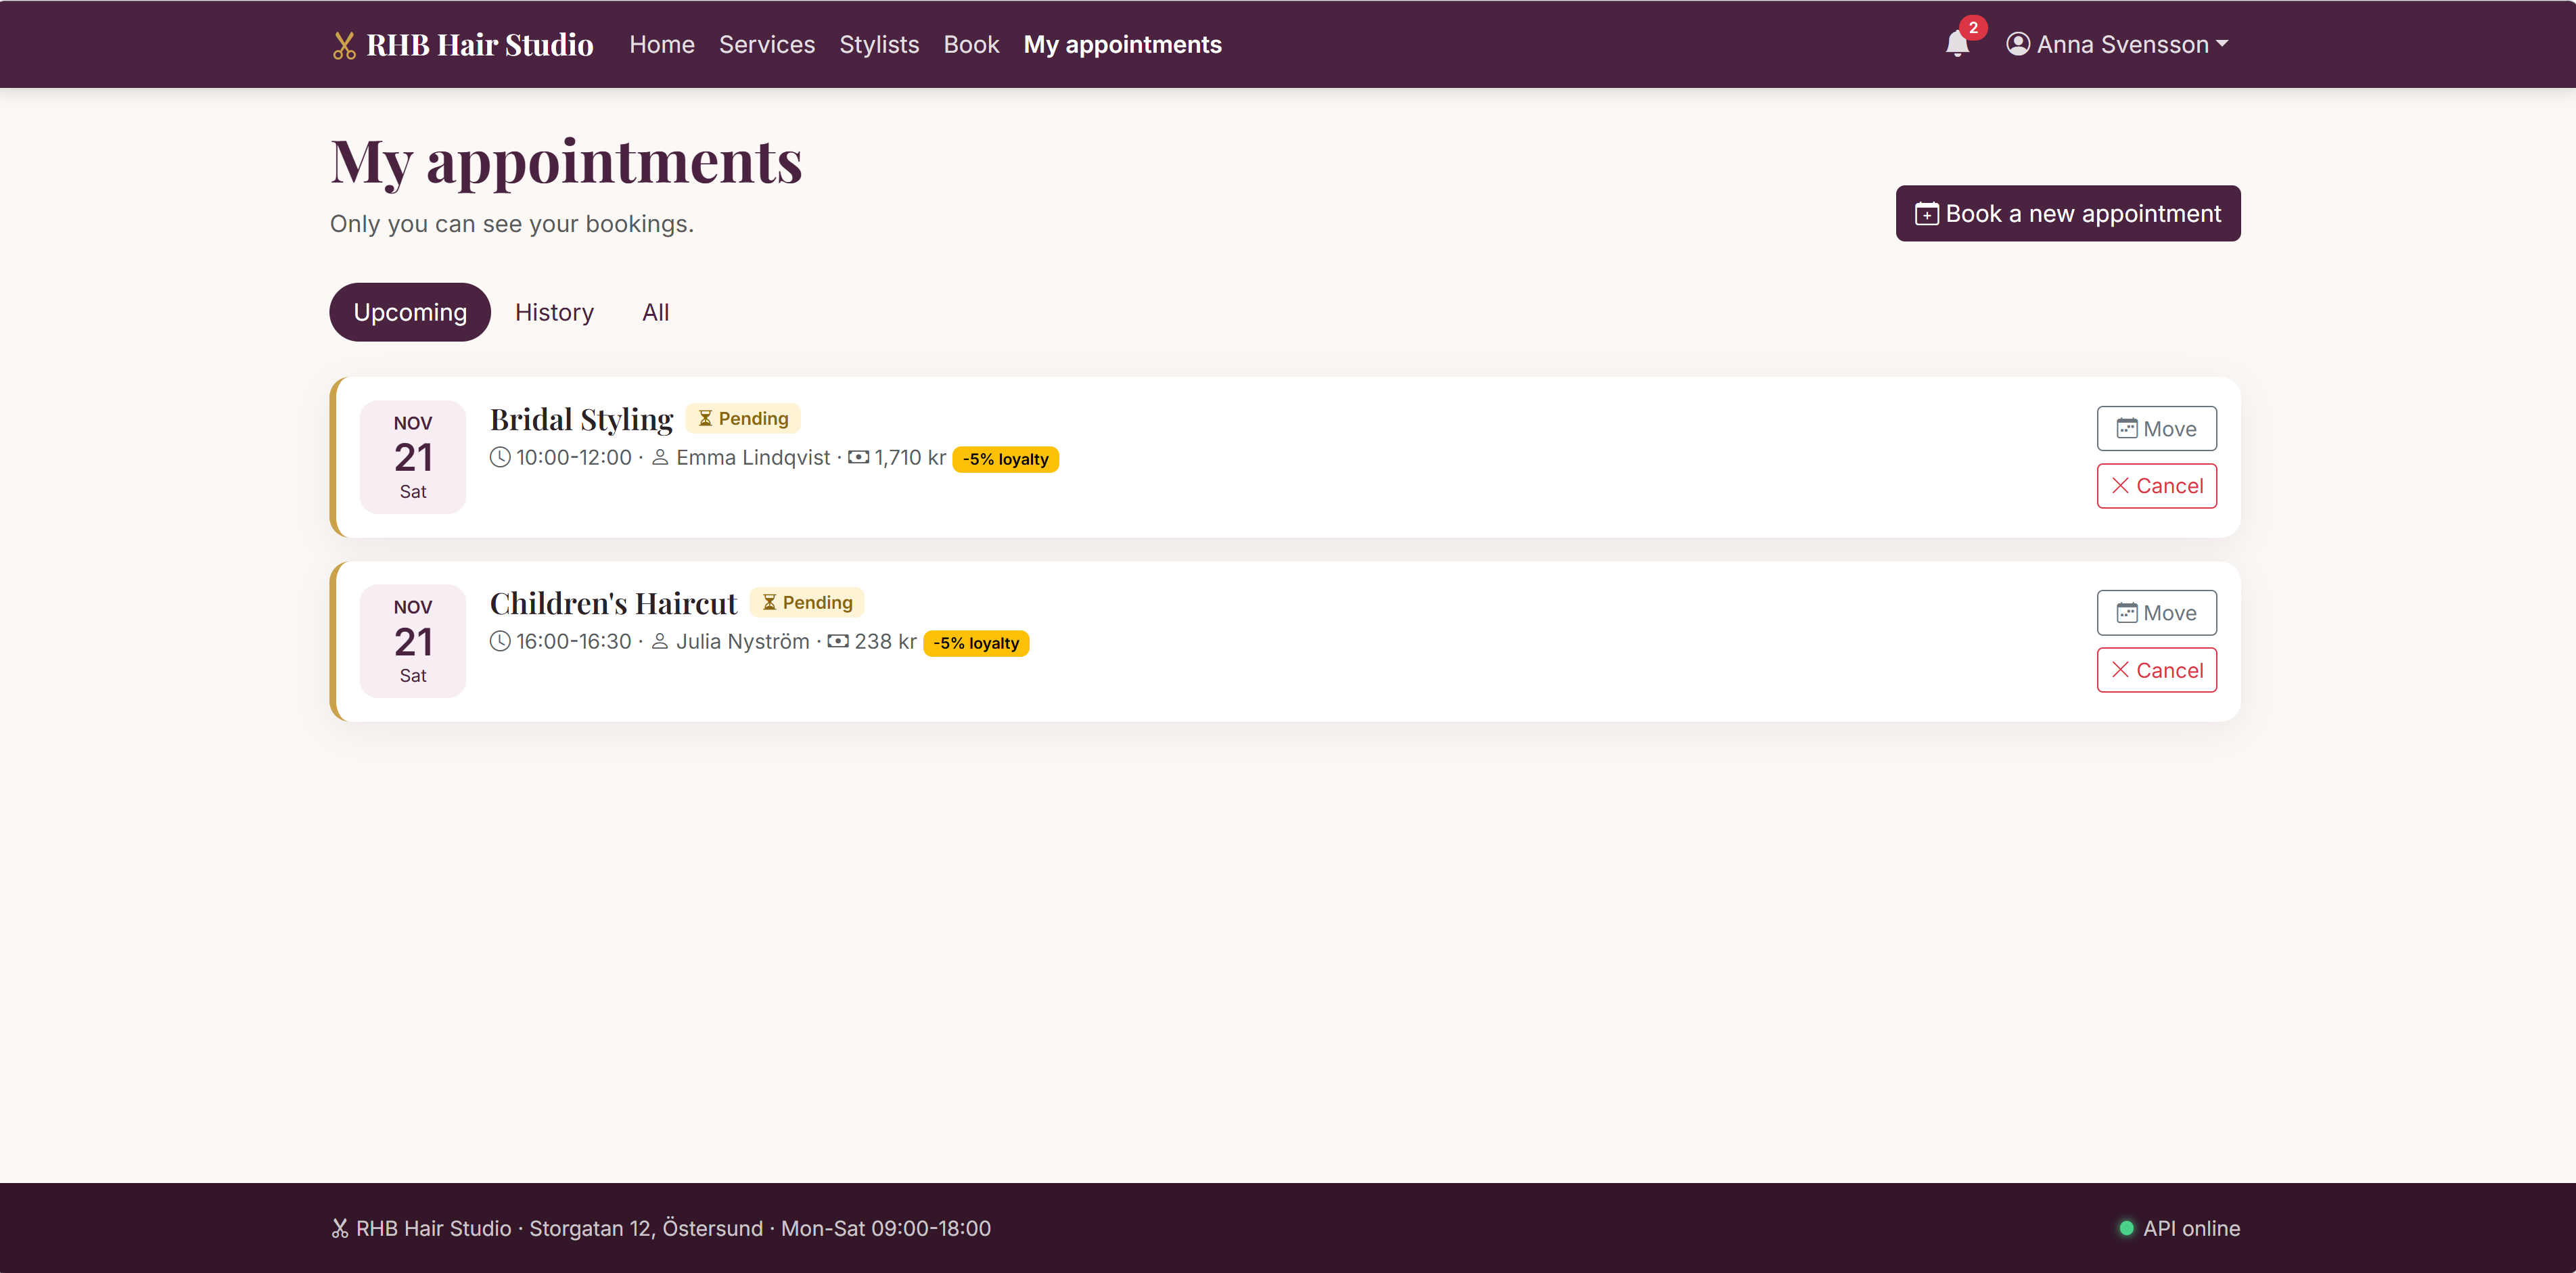 RHB Hair Studio Home Services Stylists Book My appointments 2 Anna Svensson
My appointments
Only you can see your bookings.
Book a new appointment
Upcoming History All
NOV
21
Sat
Bridal Styling Pending
10:00-12:00 · Emma Lindqvist · 1,710 kr -5% loyalty
Move
Cancel
NOV
21
Sat
Children's Haircut Pending
16:00-16:30 · Julia Nyström · 238 kr -5% loyalty
Move
Cancel
RHB Hair Studio · Storgatan 12, Östersund · Mon-Sat 09:00-18:00
API online